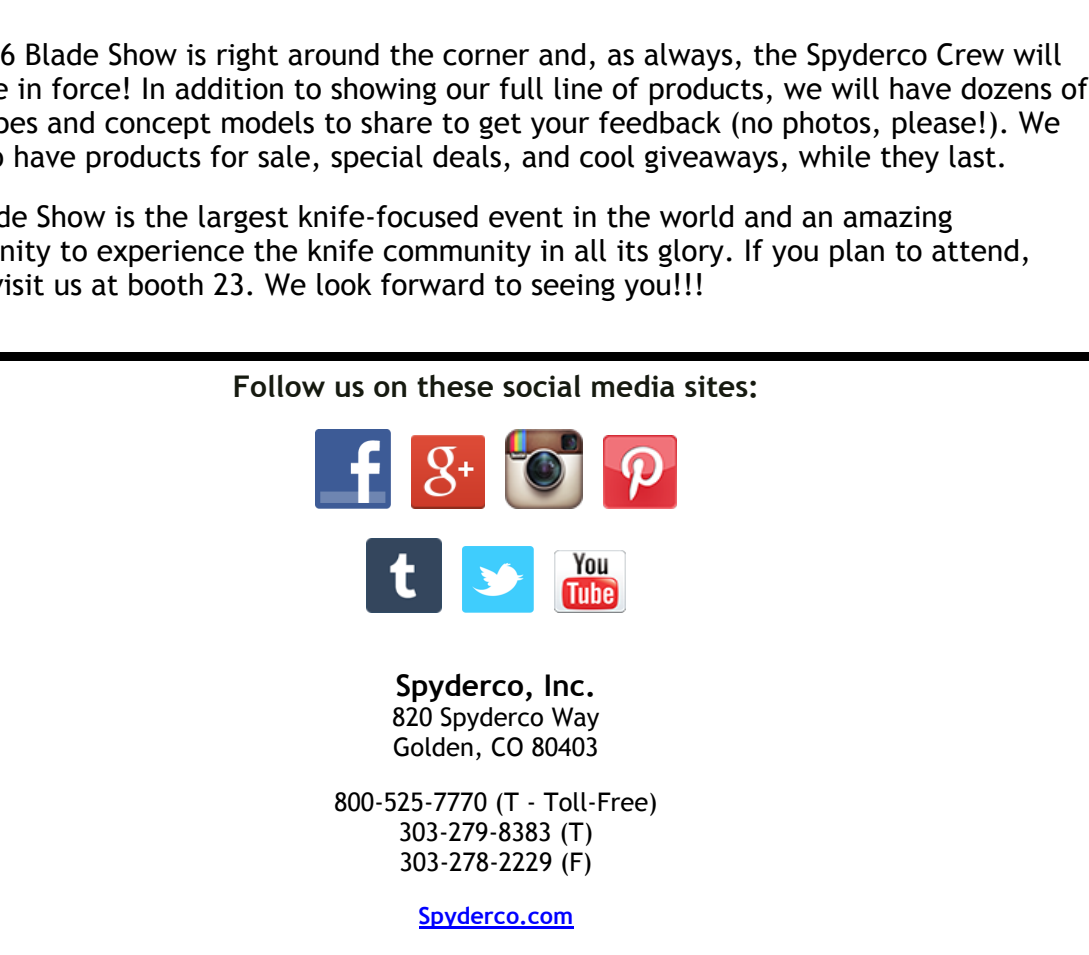 6 Blade Show is right around the corner and, as always, the Spyderco Crew will
e in force! In addition to showing our full line of products, we will have dozens of
pes and concept models to share to get your feedback (no photos, please!). We
o have products for sale, special deals, and cool giveaways, while they last.
de Show is the largest knife-focused event in the world and an amazing
nity to experience the knife community in all its glory. If you plan to attend,
visit us at booth 23. We look forward to seeing you!!!
Follow us on these social media sites:
f g+ p
t You Tube
Spyderco, Inc.
820 Spyderco Way
Golden, CO 80403
800-525-7770 (T - Toll-Free)
303-279-8383 (T)
303-278-2229 (F)
Spyderco.com